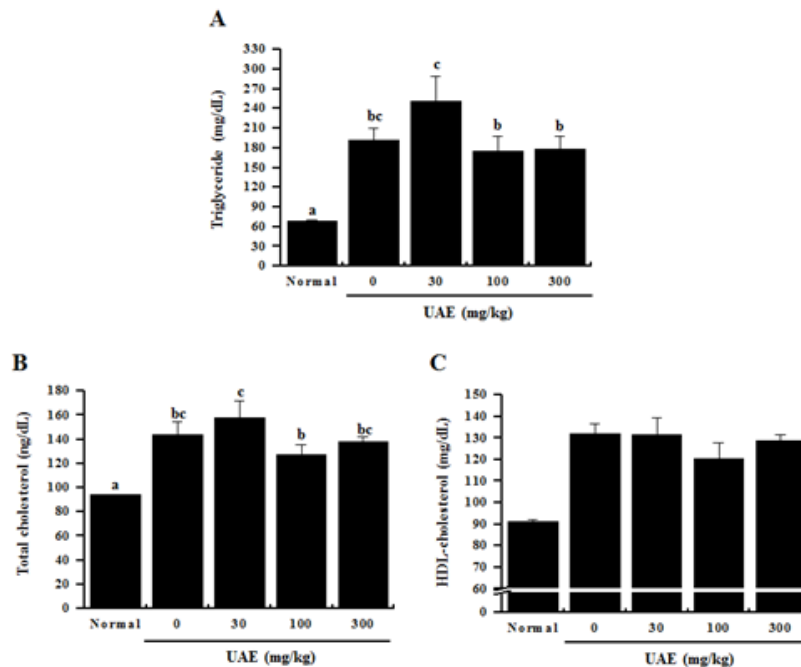 A
Triglyceride (mg/dL)
330
300
270
240
210
180
150
120
90
60
30
0
a
bc
c
b
b
Normal 0 30 100 300
UAE (mg/kg)
B
Total cholesterol (ng/dL)
180
160
140
120
100
80
60
40
20
0
a
bc
c
b
bc
Normal 0 30 100 300
UAE (mg/kg)
C
HDL-cholesterol (mg/dL)
150
140
130
120
110
100
90
80
70
60
0
Normal 0 30 100 300
UAE (mg/kg)